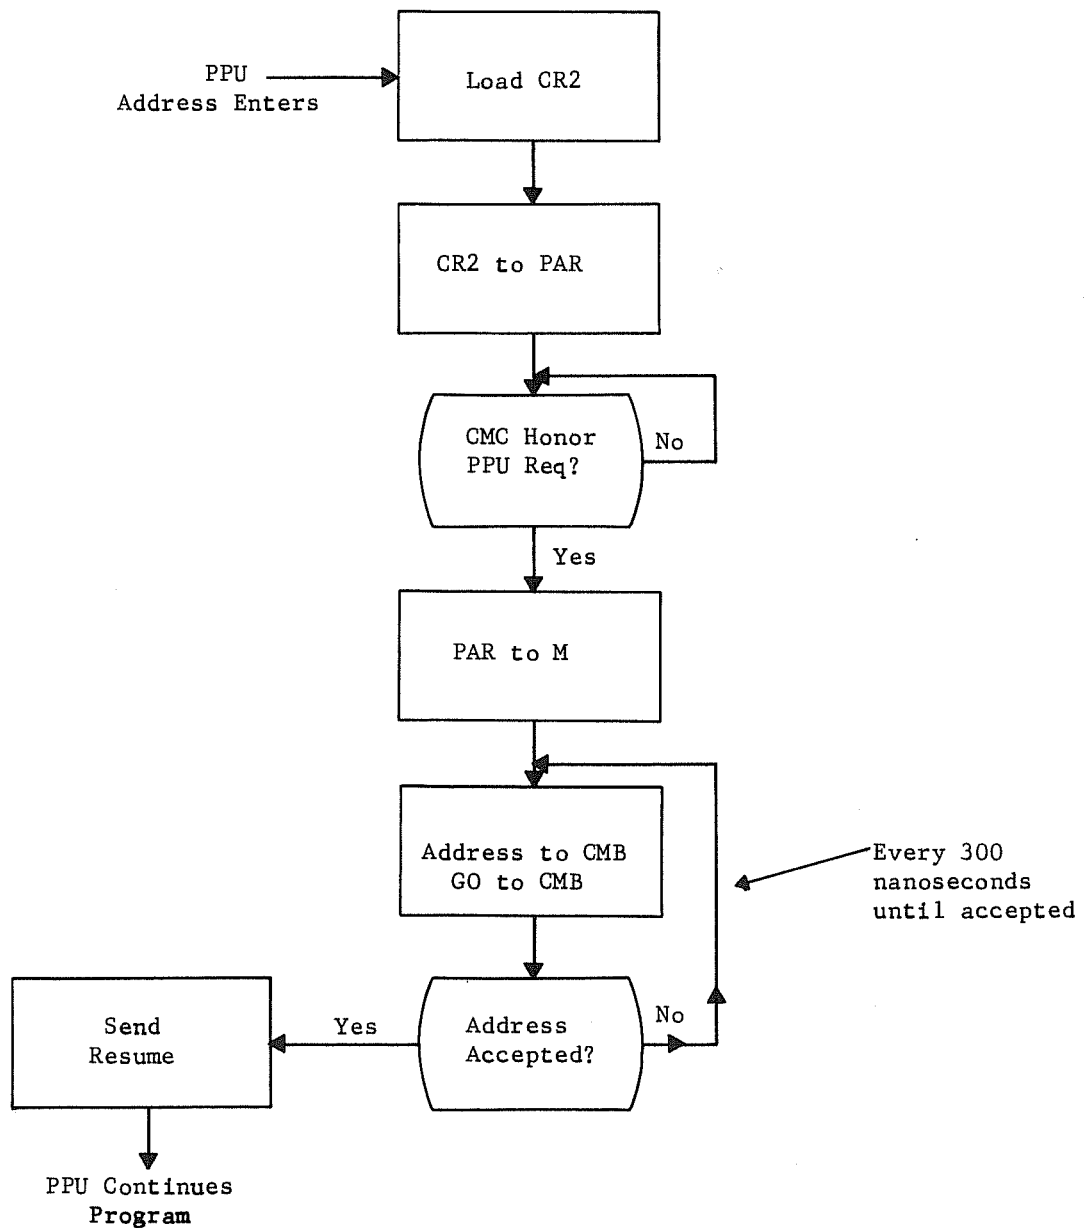 PPU
Address Enters
Load CR2
CR2 to PAR
CMC Honor
PPU Req?
No
Yes
PAR to M
Address to CMB
GO to CMB
Every 300
nanoseconds
until accepted
Address
Accepted?
No
Yes
Send
Resume
PPU Continues
Program